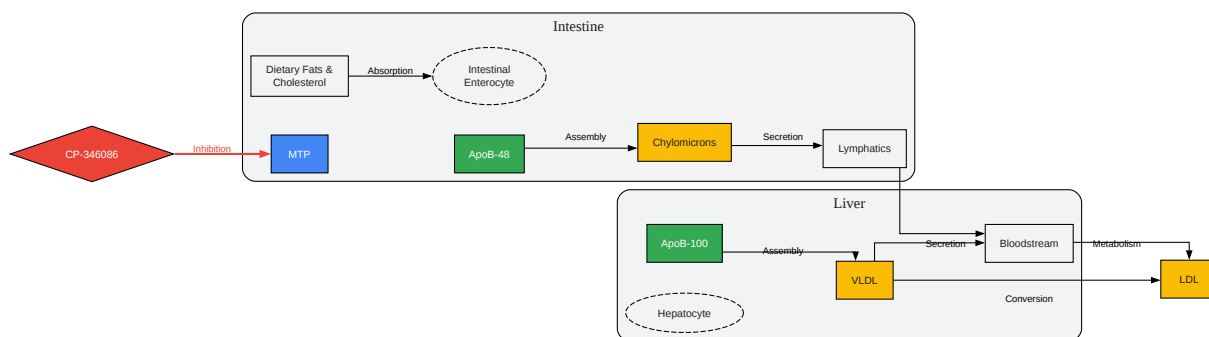 Intestine
Dietary Fats &
Cholesterol
Absorption
Intestinal
Enterocyte
CP-346086
Inhibition
MTP
ApoB-48
Assembly
Chylomicrons
Secretion
Lymphatics
Liver
ApoB-100
Assembly
VLDL
Secretion
Bloodstream
Metabolism
LDL
Conversion
Hepatocyte